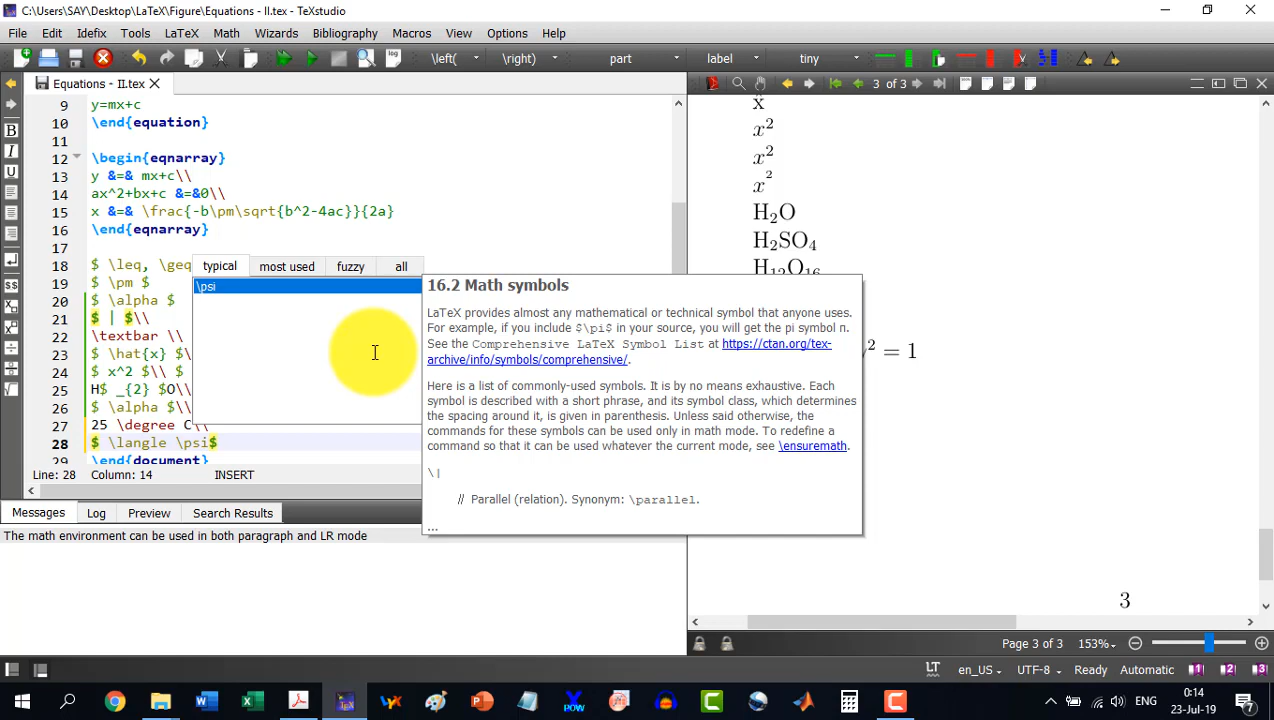 C:\Users\SAY\Desktop\LaTeX\Figure\Equations - II.tex - TeXstudio
File Edit Idefix Tools LaTeX Math Wizards Bibliography Macros View Options Help
log \left( \right) part label tiny
Equations - II.tex
3 of 3
9 y=mx+c
10 \end{equation}
11
12 \begin{eqnarray}
13 y &=& mx+c\\
14 ax^2+bx+c &=&0\\
15 x &=& \frac{-b\pm\sqrt{b^2-4ac}}{2a}
16 \end{eqnarray}
17
18 $ \leq, \geq
19 $ \pm $
20 $ \alpha $
21 $ | $\\
22 \textbar \\
23 $ \hat{x} $\
24 $ x^2 $\\ $
25 H$ _{2} $O\\
26 $ \alpha $\\
27 25 \degree C\\
28 $ \langle \psi$
29 \end{document}
typical most used fuzzy all
\psi
16.2 Math symbols
LaTeX provides almost any mathematical or technical symbol that anyone uses.
For example, if you include $\pi$ in your source, you will get the pi symbol π.
See the Comprehensive LaTeX Symbol List at https://ctan.org/tex-
archive/info/symbols/comprehensive/.
Here is a list of commonly-used symbols. It is by no means exhaustive. Each
symbol is described with a short phrase, and its symbol class, which determines
the spacing around it, is given in parenthesis. Unless said otherwise, the
commands for these symbols can be used only in math mode. To redefine a
command so that it can be used whatever the current mode, see \ensuremath.
\|
∥ Parallel (relation). Synonym: \parallel.
...
x̂
x²
x²
x²
H₂O
H₂SO₄
H₁₂O₁₆
y² = 1
3
Line: 28 Column: 14 INSERT
Messages Log Preview Search Results
The math environment can be used in both paragraph and LR mode
Page 3 of 3 153%
en_US UTF-8 Ready Automatic 1 2 3
POW ENG 0:14
23-Jul-19 7